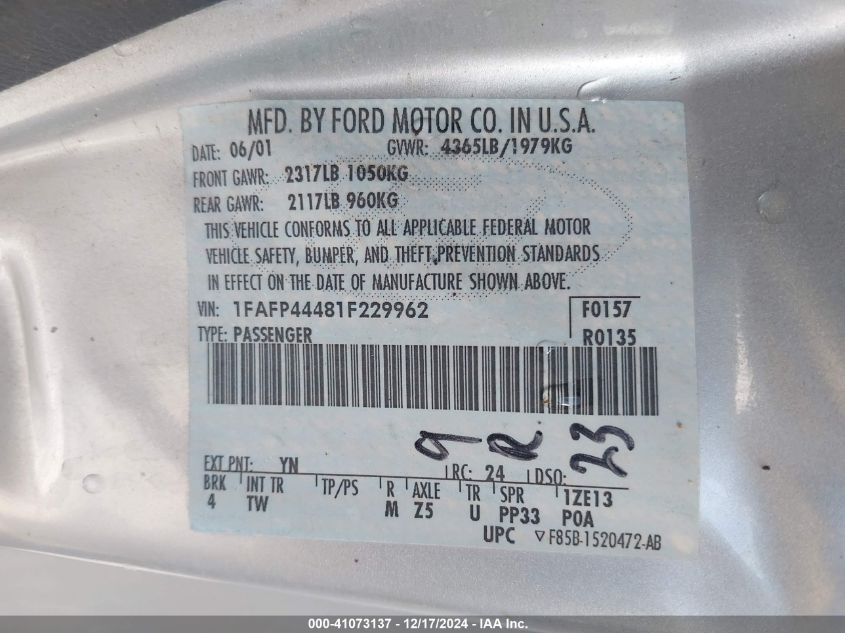 MFD. BY FORD MOTOR CO. IN U.S.A.
DATE: 06/01 GVWR: 4365LB/1979KG
FRONT GAWR: 2317LB 1050KG
REAR GAWR: 2117LB 960KG
THIS VEHICLE CONFORMS TO ALL APPLICABLE FEDERAL MOTOR
VEHICLE SAFETY, BUMPER, AND THEFT PREVENTION STANDARDS
IN EFFECT ON THE DATE OF MANUFACTURE SHOWN ABOVE.
VIN: 1FAFP44481F229962 F0157
TYPE: PASSENGER R0135
9 R 23
EXT PNT: YN RC: 24 DSO:
BRK INT TR TP/PS R AXLE TR SPR 1ZE13
4 TW M Z5 U PP33 POA
UPC ▽ F85B-1520472-AB
000-41073137 - 12/17/2024 - IAA Inc.